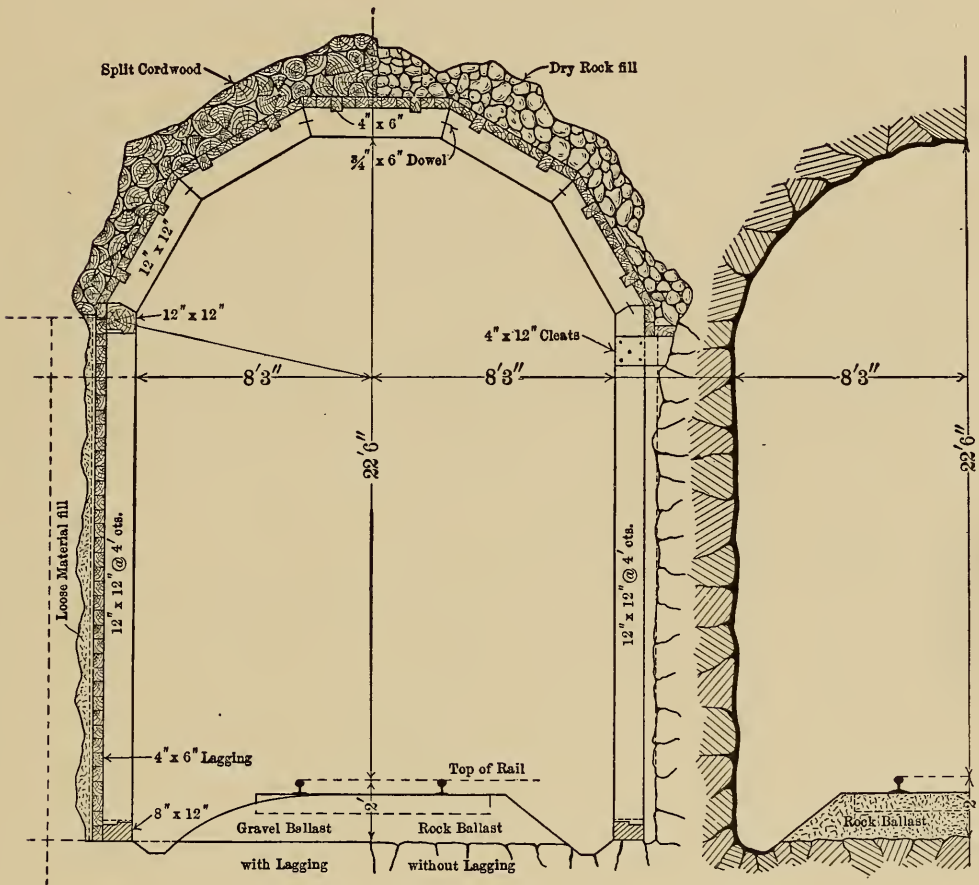 Split Cordwood
Dry Rock fill
4" x 6"
¾" x 6" Dowel
12" x 12"
12" x 12"
4" x 12" Cleats
8'3"
8'3"
8'3"
22'6"
22'6"
Loose Material fill
12" x 12" @ 4' cts.
12" x 12" @ 4' cts.
4" x 6" Lagging
Top of Rail
8" x 12"
2'
2'
Gravel Ballast
Rock Ballast
Rock Ballast
with Lagging
without Lagging